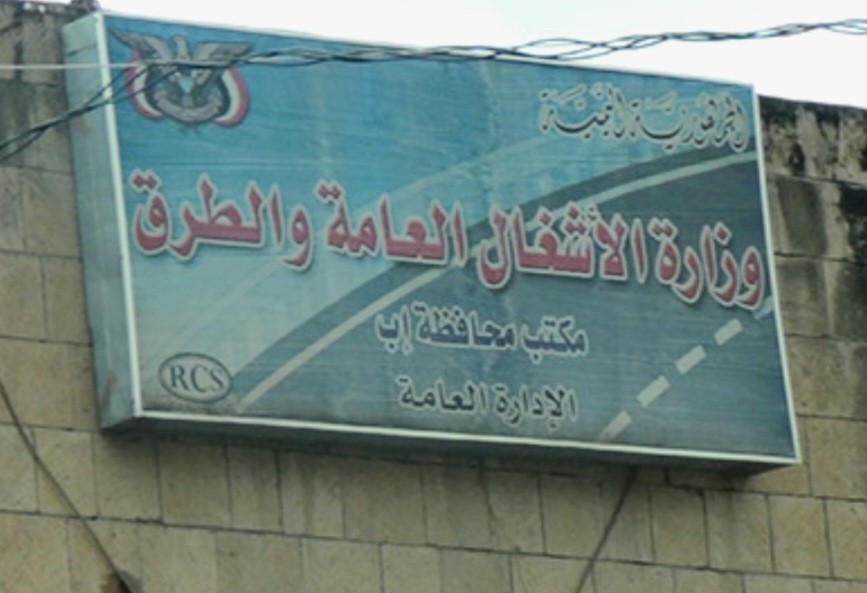 الجمهورية اليمنية
وزارة الأشغال العامة والطرق
مكتب محافظة إب
الإدارة العامة
RCS